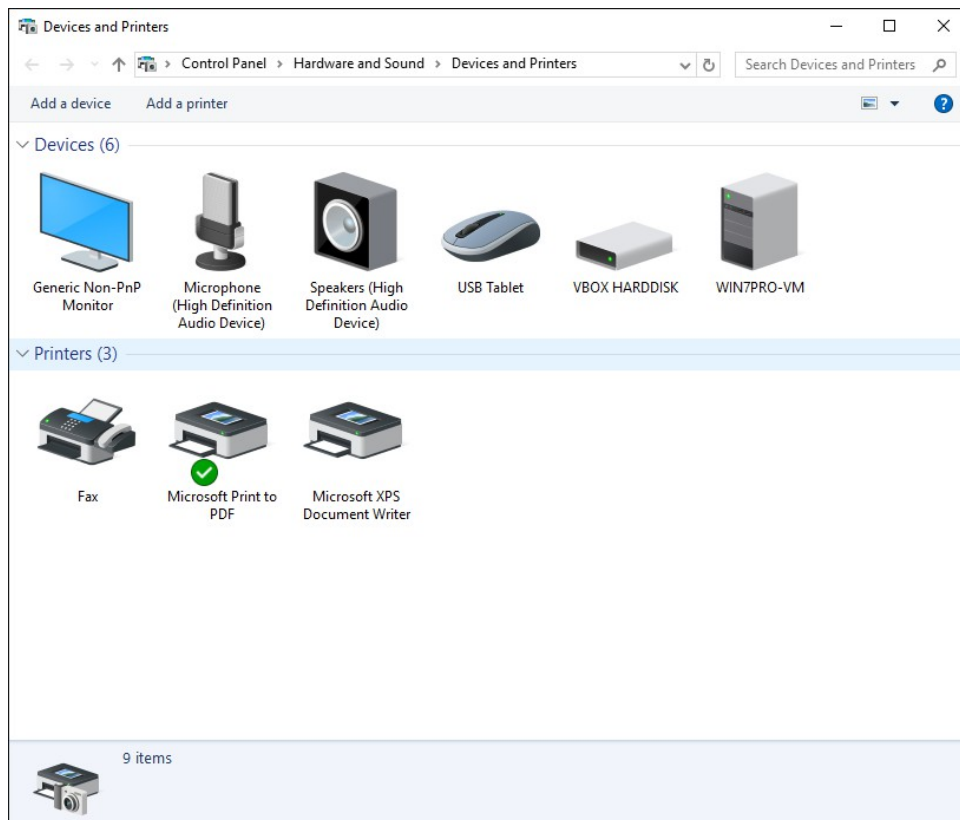 Devices and Printers
Control Panel > Hardware and Sound > Devices and Printers
Search Devices and Printers
Add a device
Add a printer
?
Devices (6)
Generic Non-PnP
Monitor
Microphone
(High Definition
Audio Device)
Speakers (High
Definition Audio
Device)
USB Tablet
VBOX HARDDISK
WIN7PRO-VM
Printers (3)
Fax
Microsoft Print to
PDF
Microsoft XPS
Document Writer
9 items